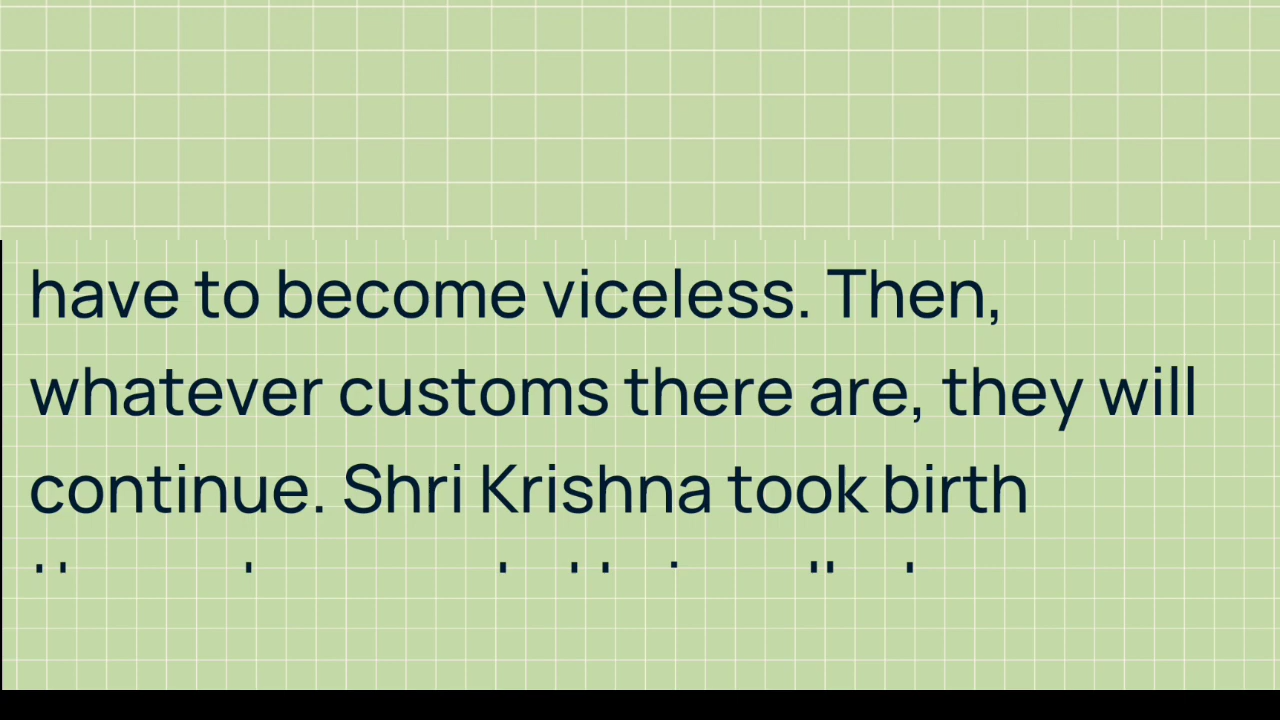 have to become viceless. Then,
whatever customs there are, they will
continue. Shri Krishna took birth